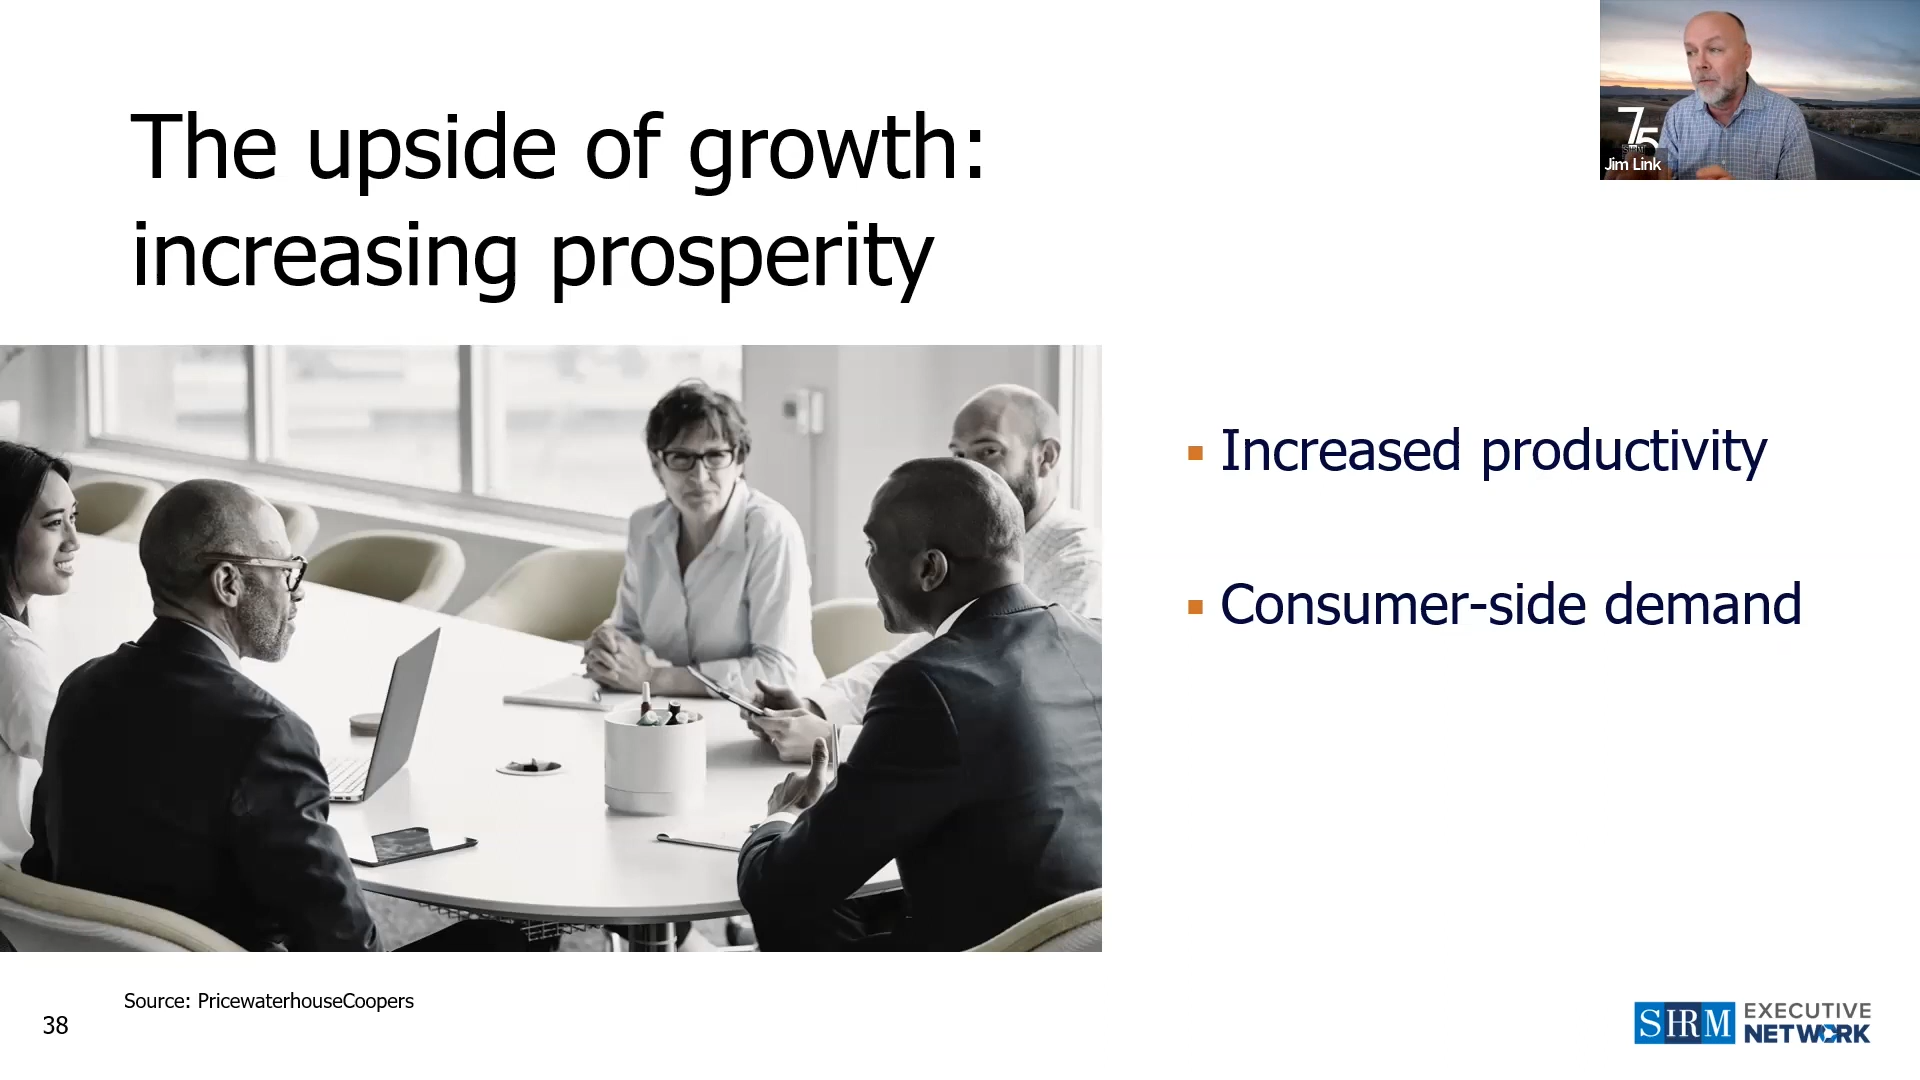 The upside of growth:
increasing prosperity
75
Jim Link
Increased productivity
Consumer-side demand
Source: PricewaterhouseCoopers
38
SHRM EXECUTIVE
NETWORK